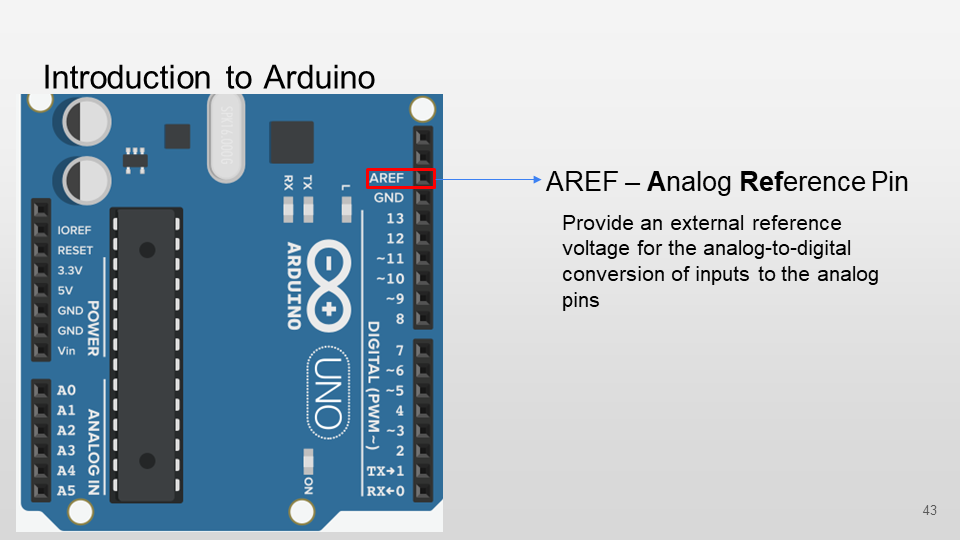 Introduction to Arduino
SPK16.000G
AREF
GND
13
12
~11
~10
~9
8
7
~6
~5
4
~3
2
TX→1
RX←0
DIGITAL (PWM~)
RX
TX
L
ARDUINO
UNO
ON
IOREF
RESET
3.3V
5V
GND
GND
Vin
POWER
A0
A1
A2
A3
A4
A5
ANALOG IN
AREF – Analog Reference Pin
Provide an external reference
voltage for the analog-to-digital
conversion of inputs to the analog
pins
43